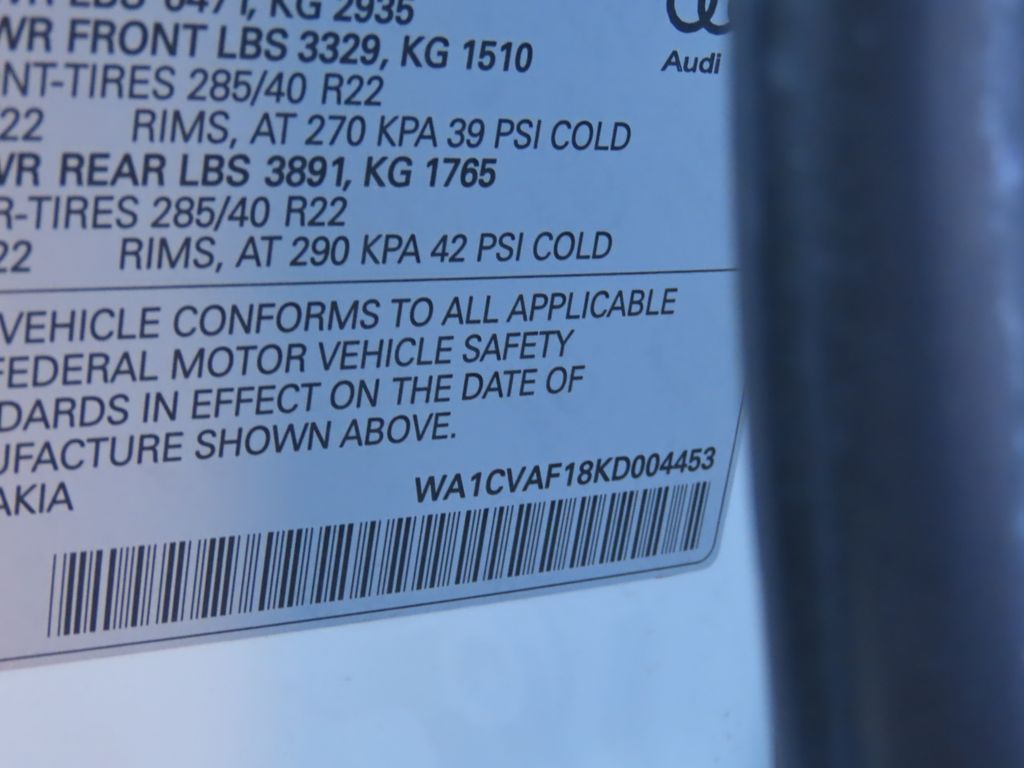 KG 2935
FRONT LBS 3329, KG 1510
Audi
NT-TIRES 285/40 R22
22 RIMS, AT 270 KPA 39 PSI COLD
VR REAR LBS 3891, KG 1765
R-TIRES 285/40 R22
22 RIMS, AT 290 KPA 42 PSI COLD
VEHICLE CONFORMS TO ALL APPLICABLE
FEDERAL MOTOR VEHICLE SAFETY
DARDS IN EFFECT ON THE DATE OF
UFACTURE SHOWN ABOVE.
AKIA
WA1CVAF18KD004453